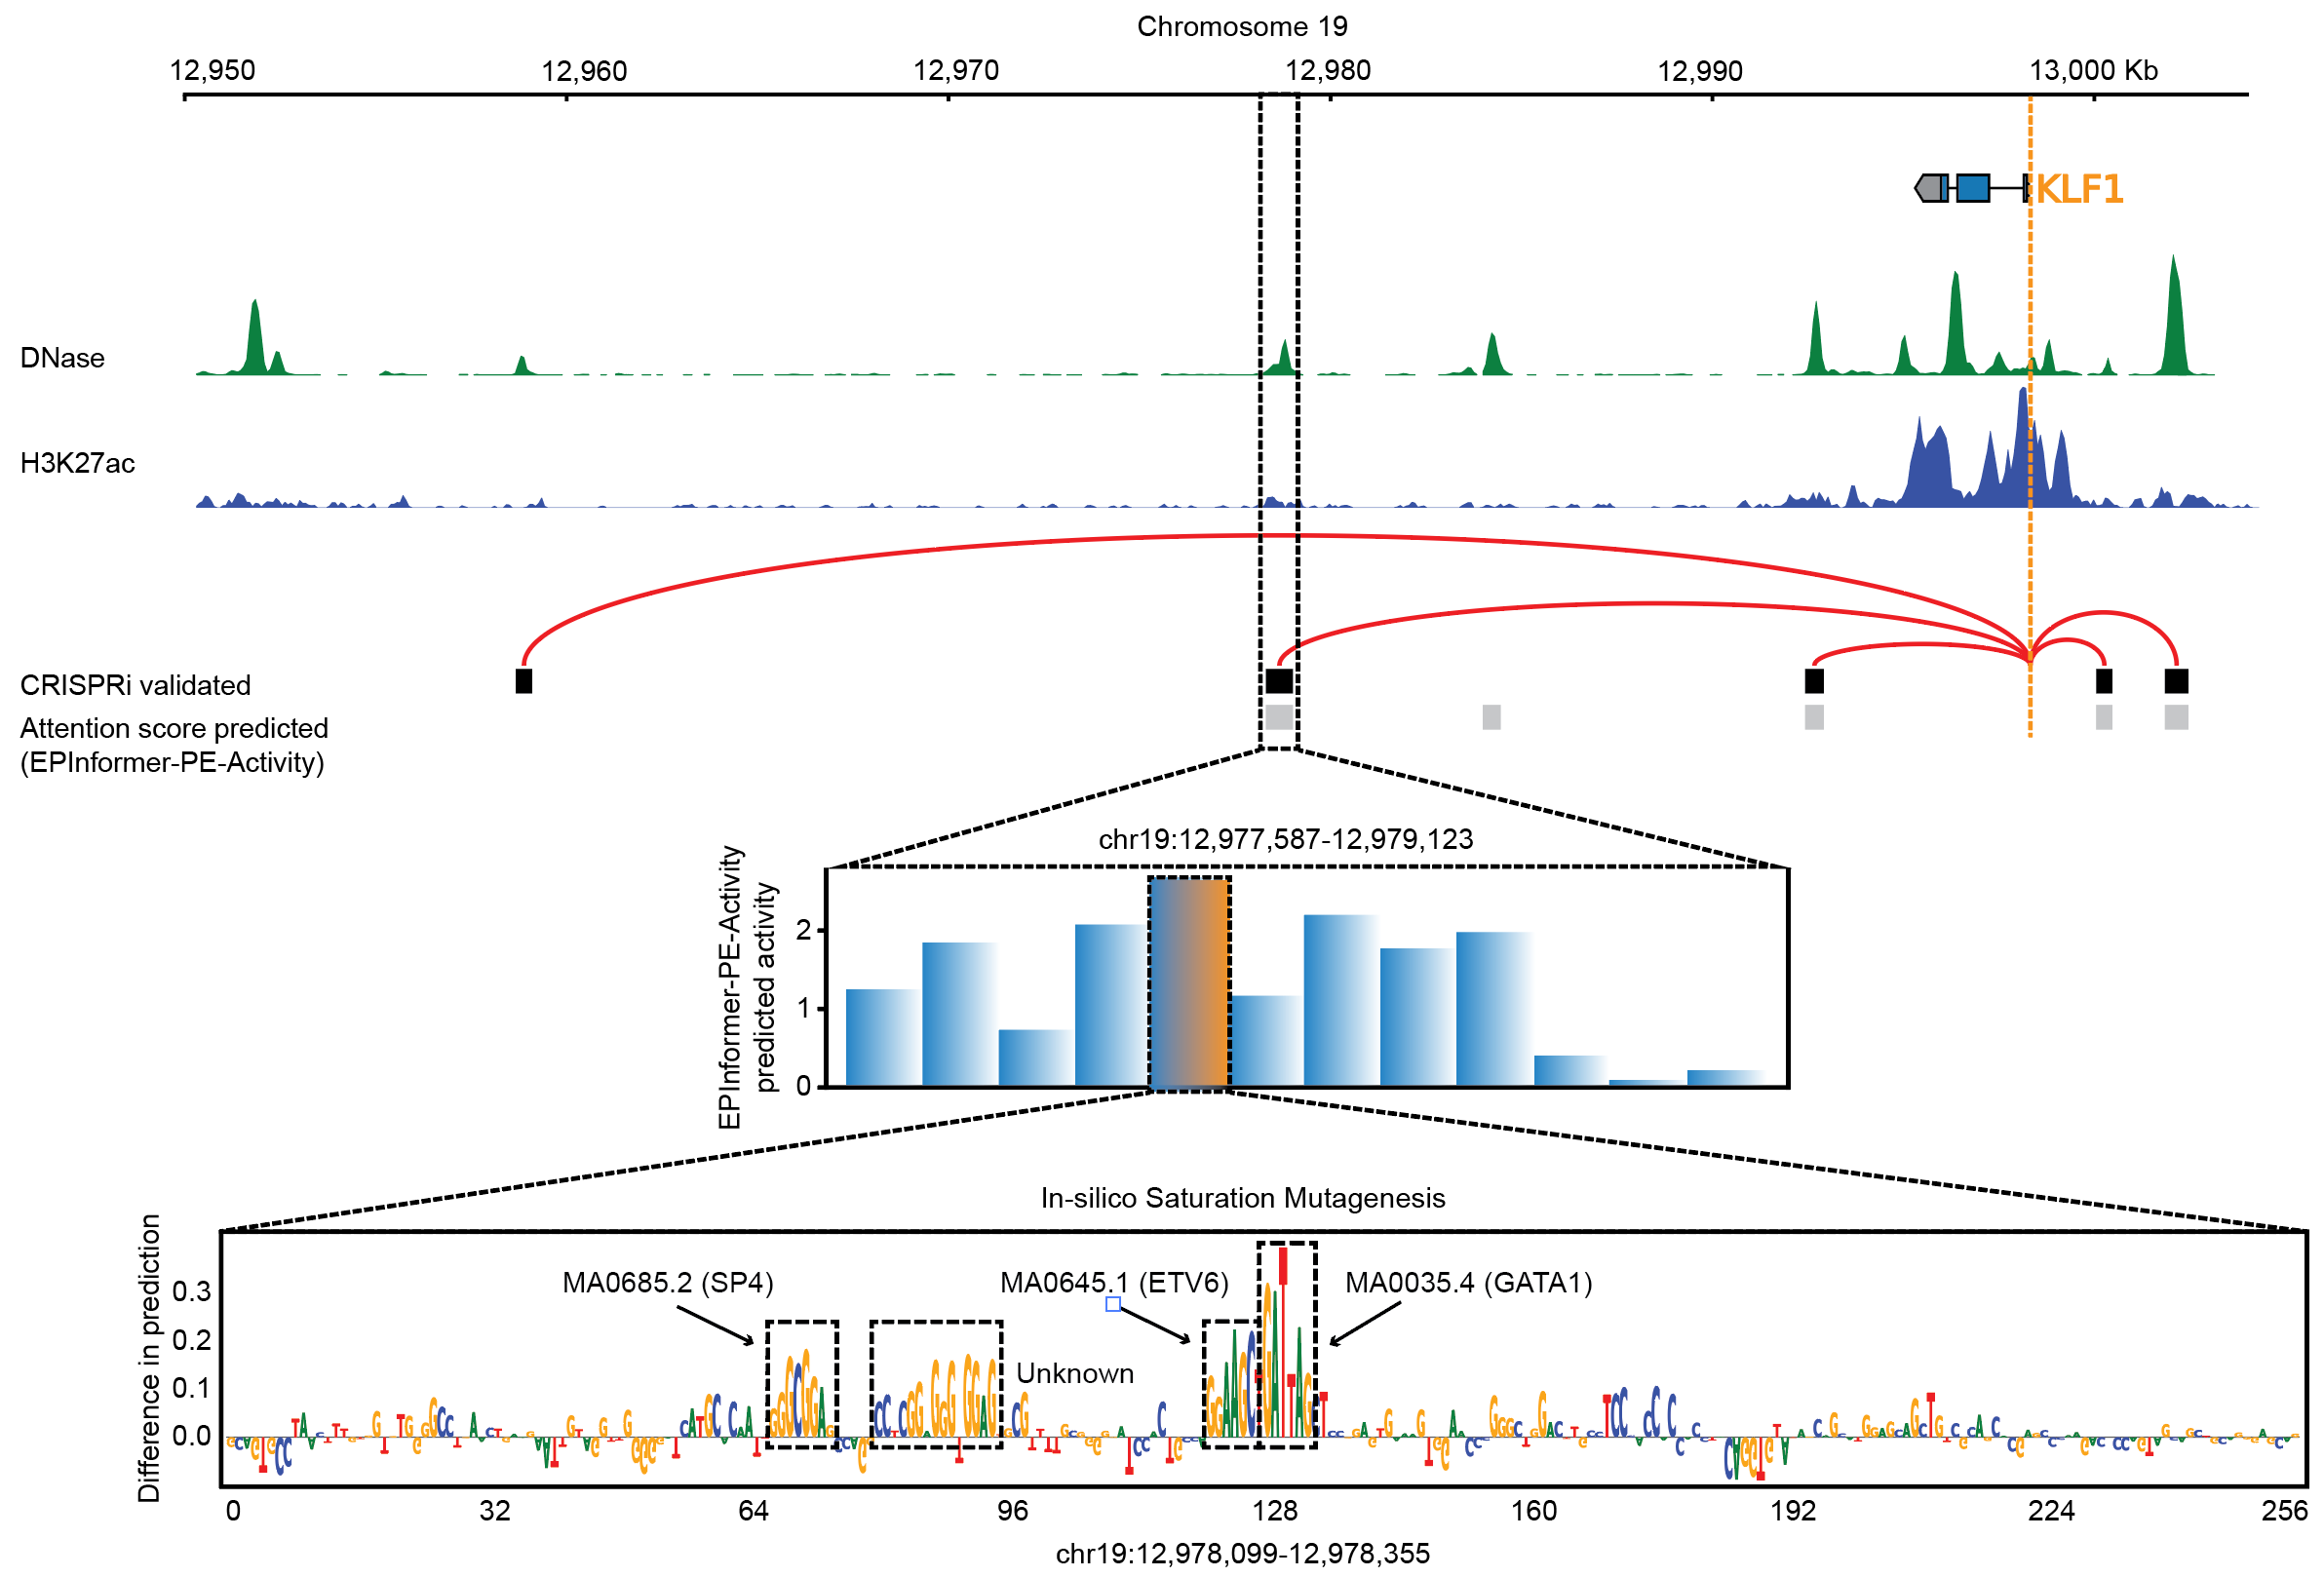 Chromosome 19
12,950 12,960 12,970 12,980 12,990 13,000 Kb
KLF1
DNase
H3K27ac
CRISPRi validated
Attention score predicted
(EPInformer-PE-Activity)
chr19:12,977,587-12,979,123
EPInformer-PE-Activity
predicted activity
2
1
0
In-silico Saturation Mutagenesis
Difference in prediction
0.3
0.2
0.1
0.0
MA0685.2 (SP4)
MA0645.1 (ETV6)
MA0035.4 (GATA1)
Unknown
0 32 64 96 128 160 192 224 256
chr19:12,978,099-12,978,355